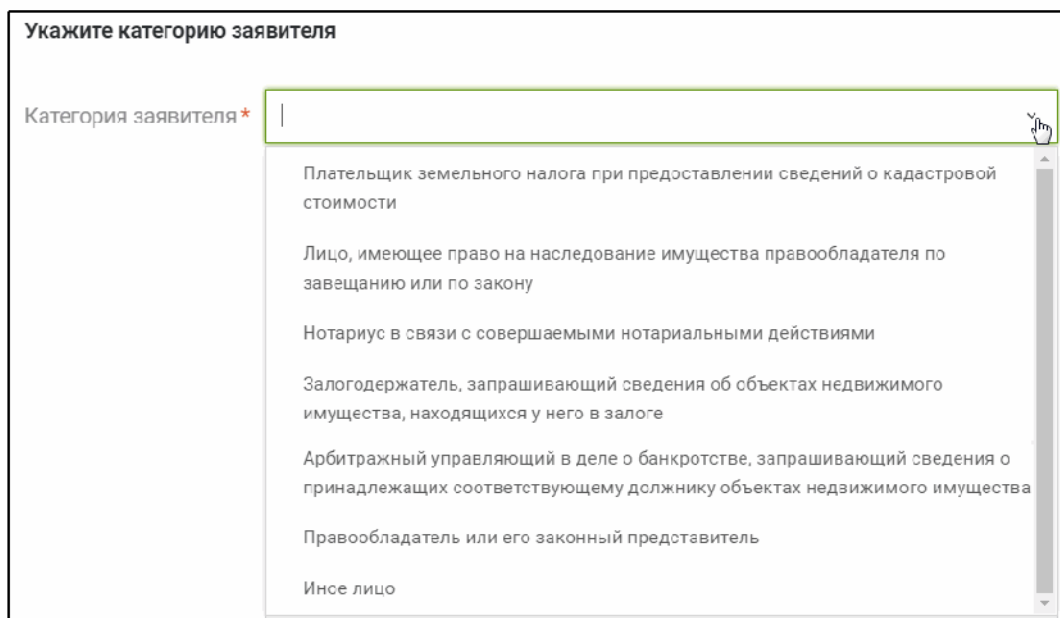 Укажите категорию заявителя
Категория заявителя *
Плательщик земельного налога при предоставлении сведений о кадастровой
стоимости
Лицо, имеющее право на наследование имущества правообладателя по
завещанию или по закону
Нотариус в связи с совершаемыми нотариальными действиями
Залогодержатель, запрашивающий сведения об объектах недвижимого
имущества, находящихся у него в залоге
Арбитражный управляющий в деле о банкротстве, запрашивающий сведения о
принадлежащих соответствующему должнику объектах недвижимого имущества
Правообладатель или его законный представитель
Иное лицо